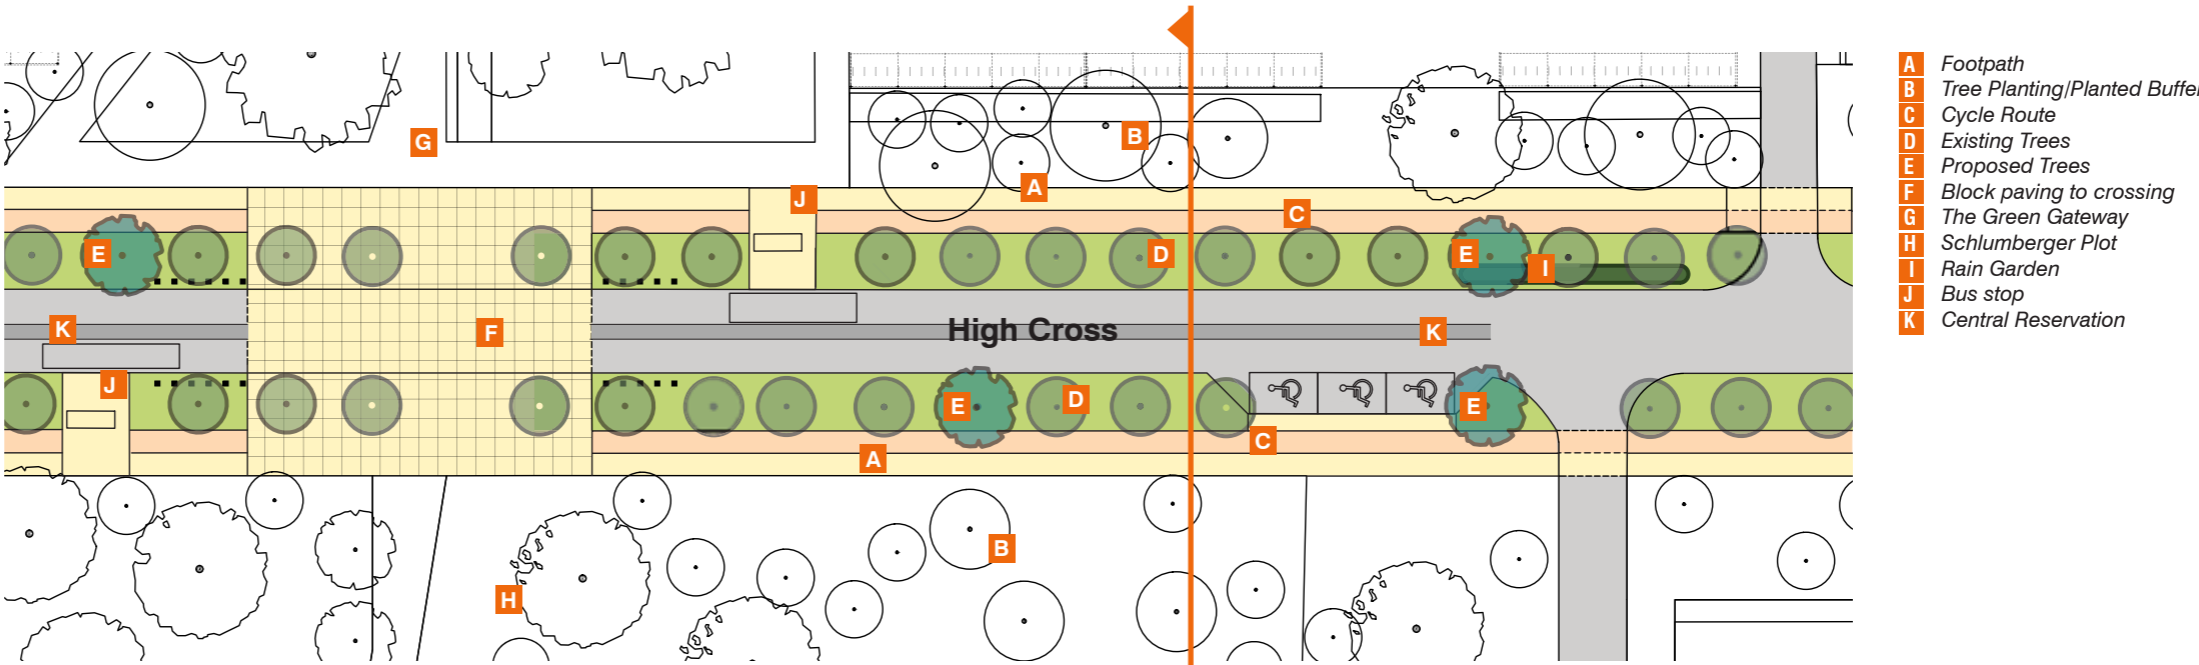 G
B
A
J
C
E
D
E
I
K
F
High Cross
K
J
E
D
E
C
A
B
H
A Footpath
B Tree Planting/Planted Buffer
C Cycle Route
D Existing Trees
E Proposed Trees
F Block paving to crossing
G The Green Gateway
H Schlumberger Plot
I Rain Garden
J Bus stop
K Central Reservation